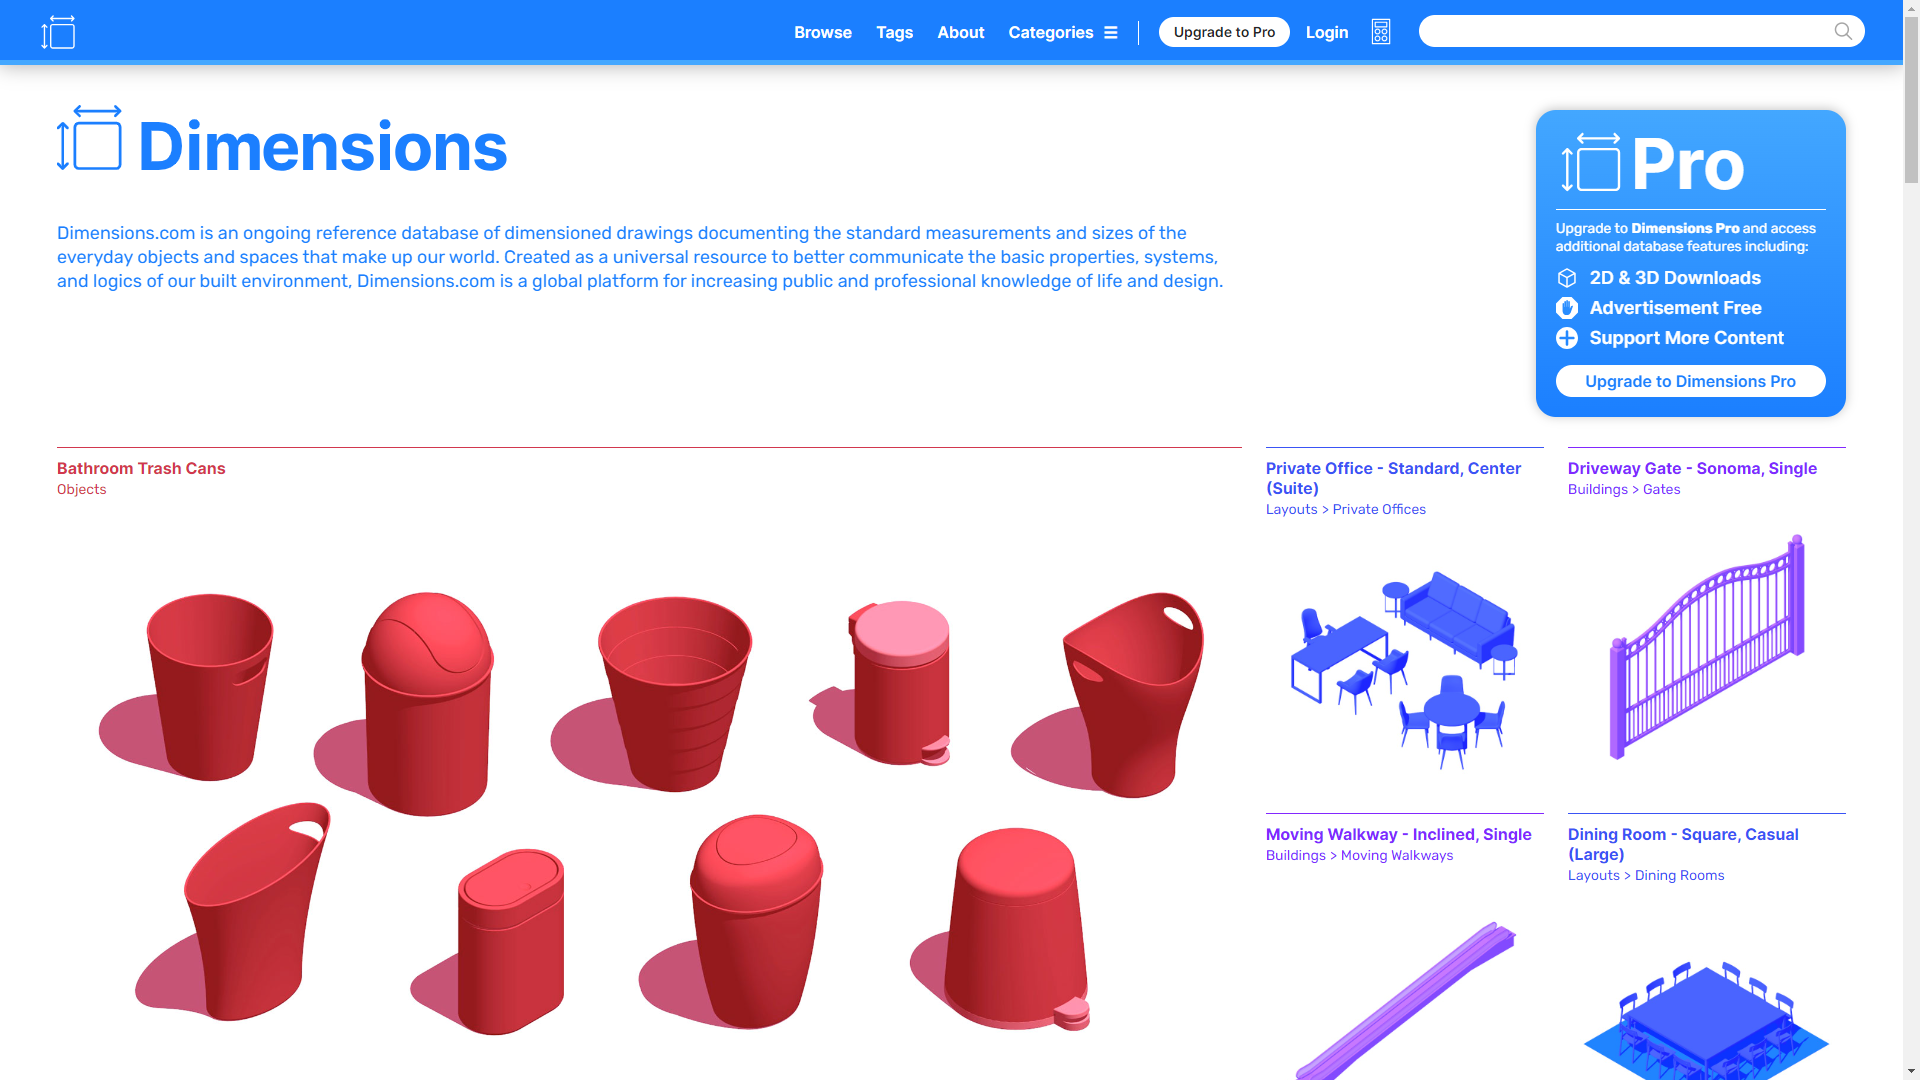 Browse Tags About Categories Upgrade to Pro Login
Dimensions
Dimensions.com is an ongoing reference database of dimensioned drawings documenting the standard measurements and sizes of the
everyday objects and spaces that make up our world. Created as a universal resource to better communicate the basic properties, systems,
and logics of our built environment, Dimensions.com is a global platform for increasing public and professional knowledge of life and design.
Pro
Upgrade to Dimensions Pro and access
additional database features including:
2D & 3D Downloads
Advertisement Free
Support More Content
Upgrade to Dimensions Pro
Bathroom Trash Cans
Objects
Private Office - Standard, Center
(Suite)
Layouts > Private Offices
Driveway Gate - Sonoma, Single
Buildings > Gates
Moving Walkway - Inclined, Single
Buildings > Moving Walkways
Dining Room - Square, Casual
(Large)
Layouts > Dining Rooms